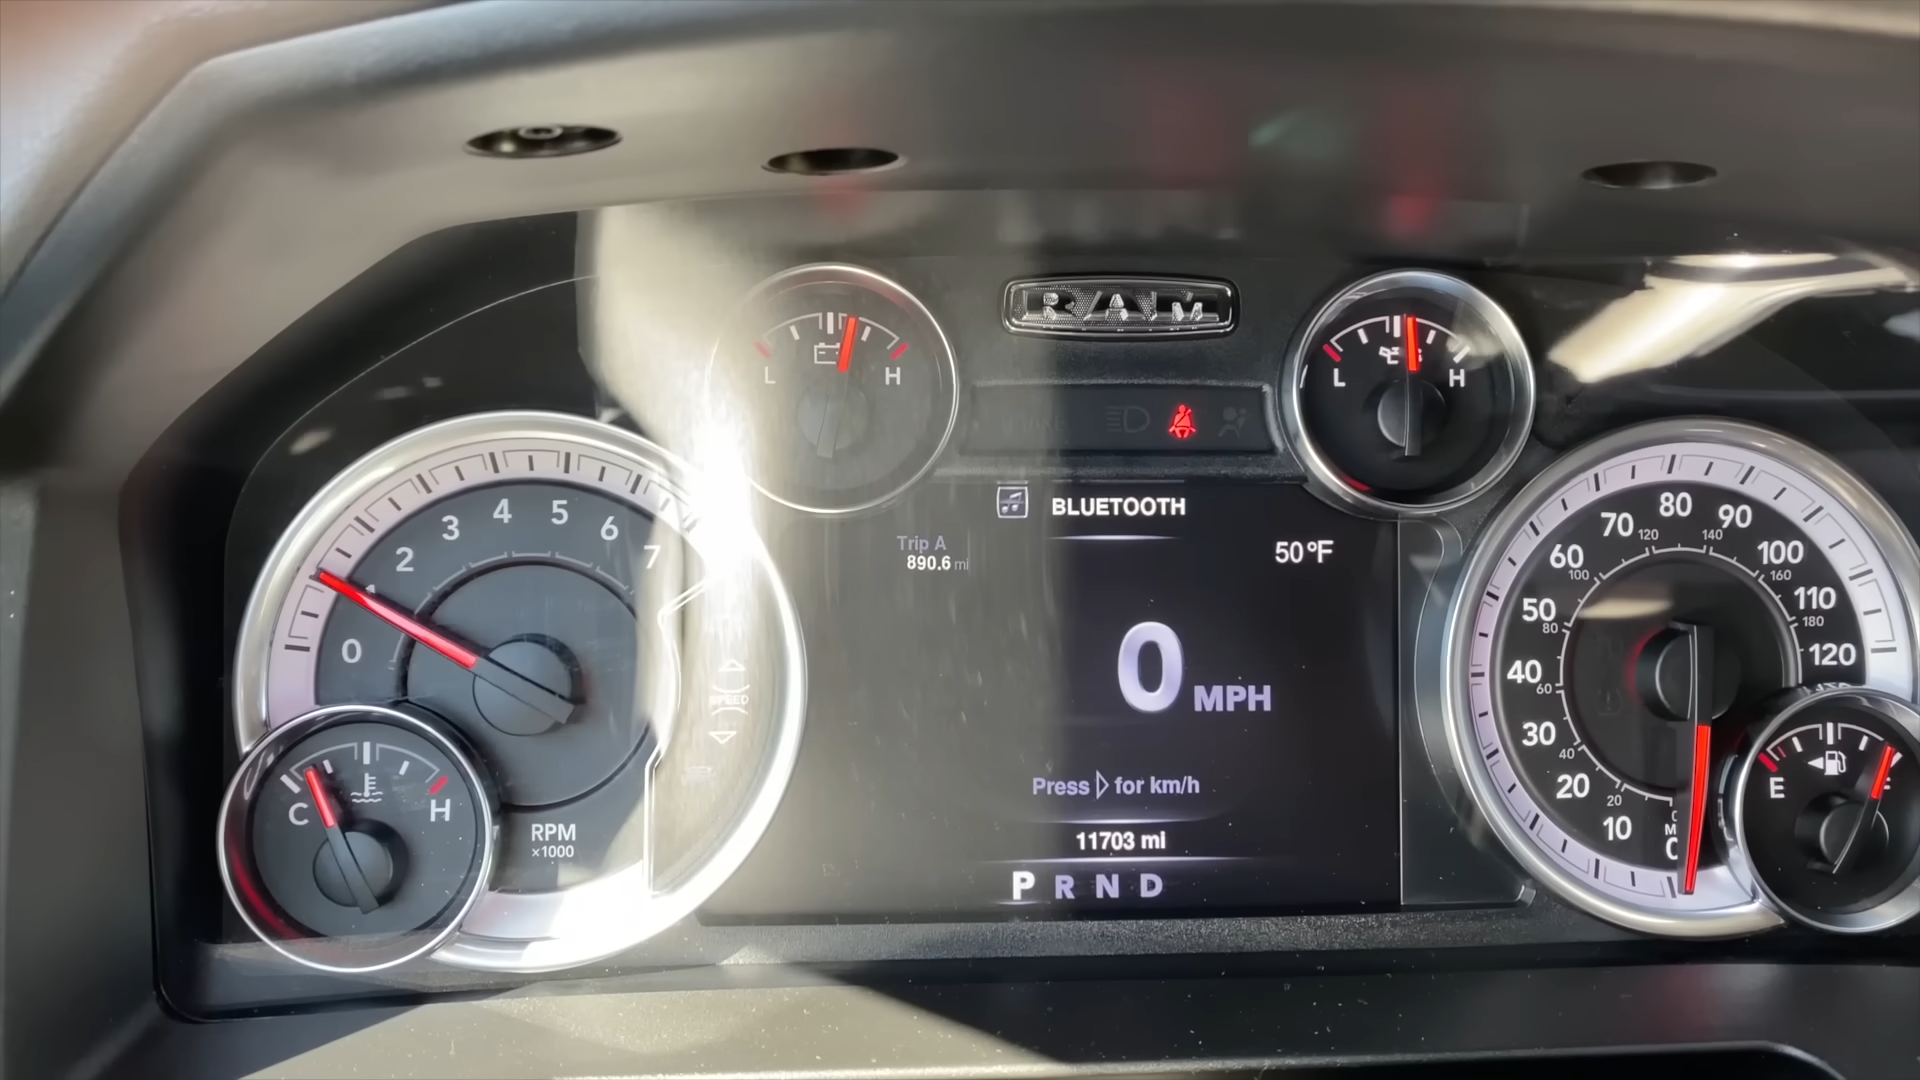 RAM
L H
L H
BLUETOOTH
Trip A
890.6 mi
50°F
0 MPH
Press ▷ for km/h
11703 mi
P R N D
0 1 2 3 4 5 6 7
RPM
×1000
SPEED
C H
10 20 30 40 50 60 70 80 90 100 110 120
20 40 60 80 100 120 140 160 180
E